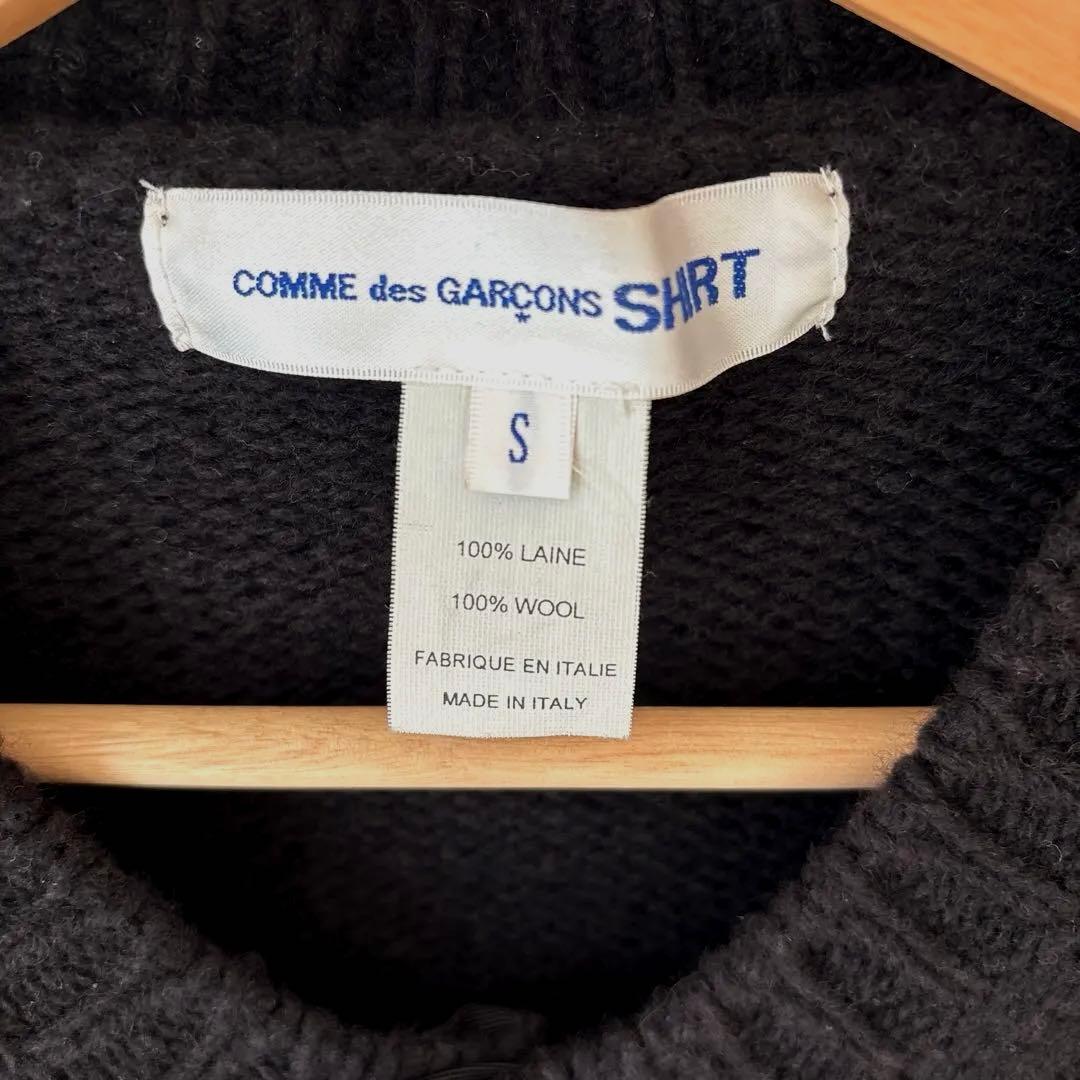 COMME des GARÇONS SHIRT
*
S
100% LAINE
100% WOOL
FABRIQUE EN ITALIE
MADE IN ITALY